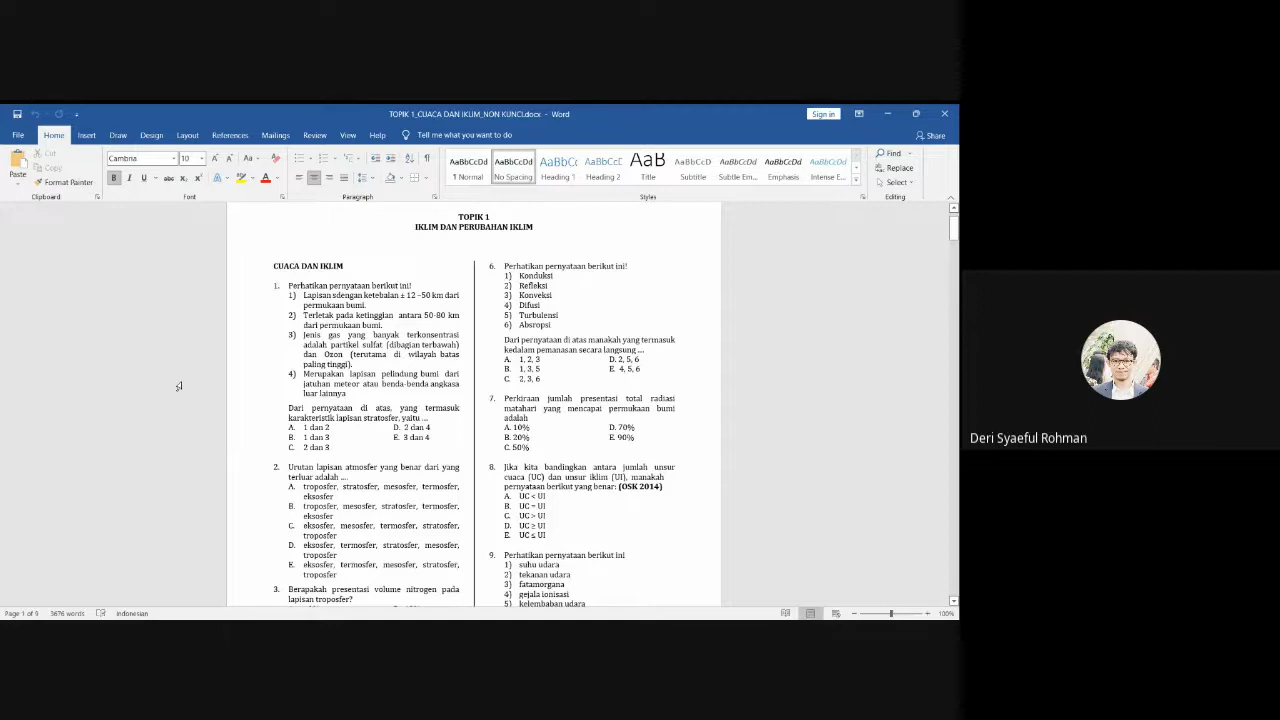 TOPIK 1_CUACA DAN IKLIM_NON KUNCI.docx - Word
Sign in
File Home Insert Draw Design Layout References Mailings Review View Help Tell me what you want to do
Share
Paste
Cut
Copy
Format Painter
Clipboard
Cambria 10
Font
Paragraph
AaBbCcDd AaBbCcDd AaBbCc AaBbCcE AaB AaBbCcDd AaBbCcDd AaBbCcDd AaBbCcDd
1 Normal No Spacing Heading 1 Heading 2 Title Subtitle Subtle Em... Emphasis Intense E...
Styles
Find
Replace
Select
Editing
TOPIK 1
IKLIM DAN PERUBAHAN IKLIM
CUACA DAN IKLIM
1. Perhatikan pernyataan berikut ini!
1) Lapisan sdengan ketebalan ± 12 –50 km dari
permukaan bumi.
2) Terletak pada ketinggian antara 50-80 km
dari permukaan bumi.
3) Jenis gas yang banyak terkonsentrasi
adalah partikel sulfat (dibagian terbawah)
dan Ozon (terutama di wilayah batas
paling tinggi).
4) Merupakan lapisan pelindung bumi dari
jatuhan meteor atau benda-benda angkasa
luar lainnya
Dari pernyataan di atas, yang termasuk
karakteristik lapisan stratosfer, yaitu ...
A. 1 dan 2 D. 2 dan 4
B. 1 dan 3 E. 3 dan 4
C. 2 dan 3
2. Urutan lapisan atmosfer yang benar dari yang
terluar adalah ....
A. troposfer, stratosfer, mesosfer, termosfer,
eksosfer
B. troposfer, mesosfer, stratosfer, termosfer,
eksosfer
C. eksosfer, mesosfer, termosfer, stratosfer,
troposfer
D. eksosfer, termosfer, stratosfer, mesosfer,
troposfer
E. eksosfer, termosfer, mesosfer, stratosfer,
troposfer
3. Berapakah presentasi volume nitrogen pada
lapisan troposfer?
6. Perhatikan pernyataan berikut ini!
1) Konduksi
2) Refleksi
3) Konveksi
4) Difusi
5) Turbulensi
6) Absropsi
Dari pernyataan di atas manakah yang termasuk
kedalam pemanasan secara langsung ....
A. 1, 2, 3 D. 2, 5, 6
B. 1, 3, 5 E. 4, 5, 6
C. 2, 3, 6
7. Perkiraan jumlah presentasi total radiasi
matahari yang mencapai permukaan bumi
adalah
A. 10% D. 70%
B. 20% E. 90%
C. 50%
8. Jika kita bandingkan antara jumlah unsur
cuaca (UC) dan unsur iklim (UI), manakah
pernyataan berikut yang benar: (OSK 2014)
A. UC < UI
B. UC = UI
C. UC > UI
D. UC ≥ UI
E. UC ≤ UI
9. Perhatikan pernyataan berikut ini
1) suhu udara
2) tekanan udara
3) fatamorgana
4) gejala ionisasi
5) kelembaban udara
Page 1 of 9 3676 words Indonesian
100%
Deri Syaeful Rohman